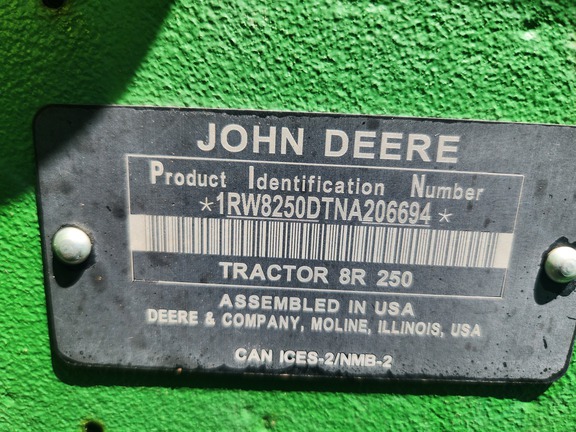 JOHN DEERE
Product Identification Number
*1RW8250DTNA206694*
TRACTOR 8R 250
ASSEMBLED IN USA
DEERE & COMPANY, MOLINE, ILLINOIS, USA
CAN ICES-2/NMB-2